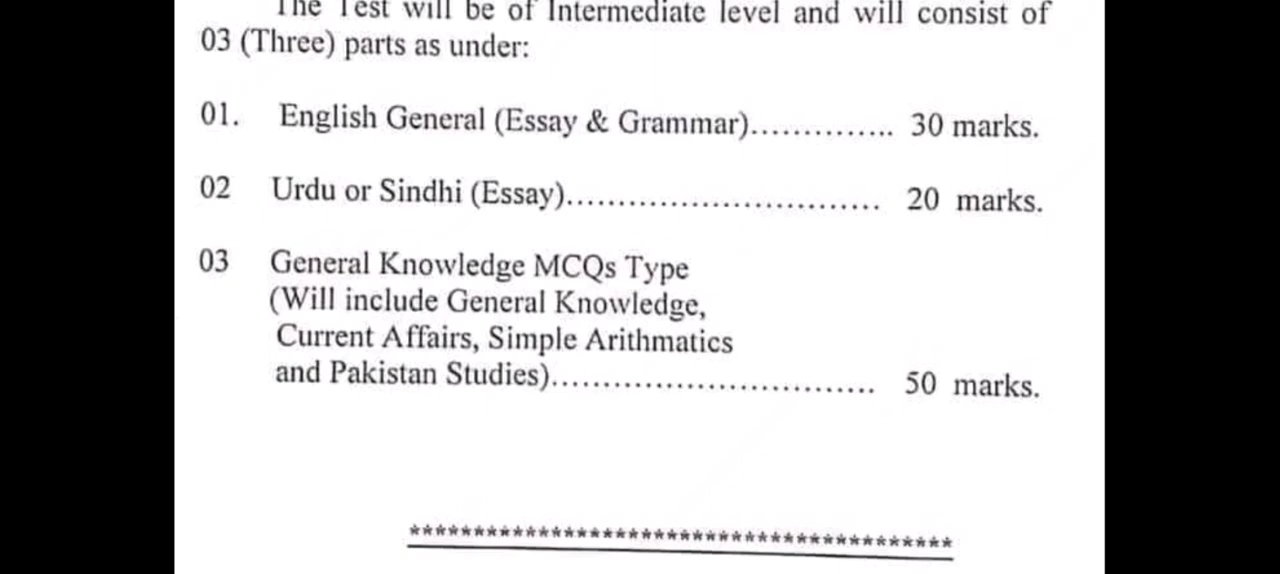 The Test will be of Intermediate level and will consist of
03 (Three) parts as under:
01. English General (Essay & Grammar).............. 30 marks.
02 Urdu or Sindhi (Essay).............................. 20 marks.
03 General Knowledge MCQs Type
(Will include General Knowledge,
Current Affairs, Simple Arithmatics
and Pakistan Studies)............................... 50 marks.
******************************************